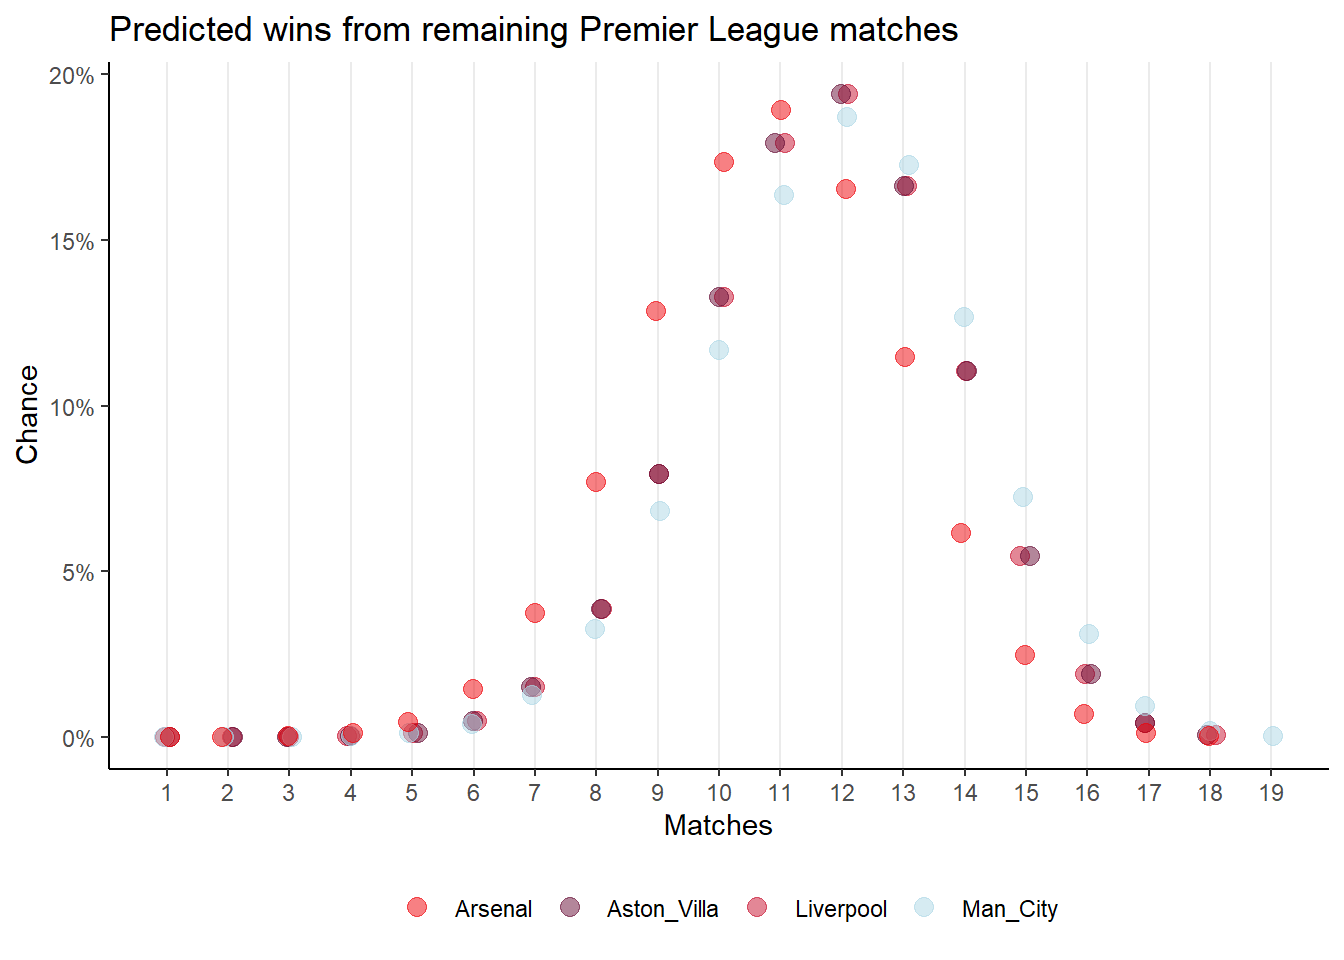 Predicted wins from remaining Premier League matches
20%
15%
10%
5%
0%
Chance
1 2 3 4 5 6 7 8 9 10 11 12 13 14 15 16 17 18 19
Matches
Arsenal Aston_Villa Liverpool Man_City